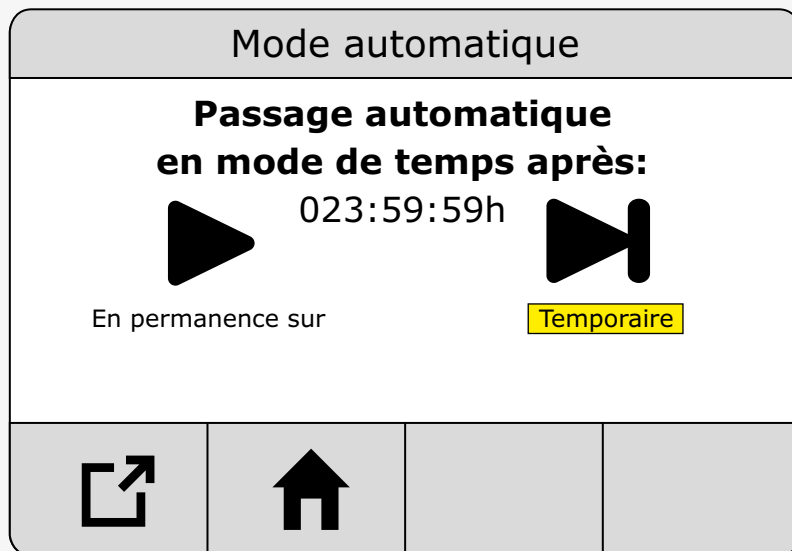 Mode automatique
Passage automatique
en mode de temps après:
023:59:59h
En permanence sur
Temporaire